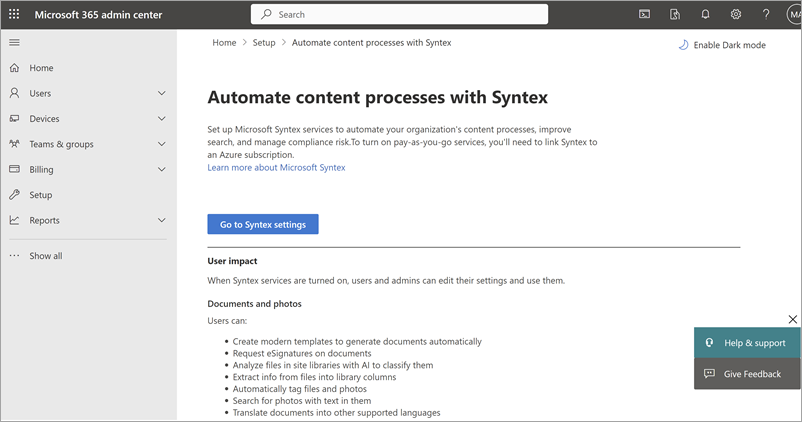 Microsoft 365 admin center
Search
MA
Home > Setup > Automate content processes with Syntex
Enable Dark mode
Home
Users
Devices
Teams & groups
Billing
Setup
Reports
Show all
Automate content processes with Syntex
Set up Microsoft Syntex services to automate your organization's content processes, improve
search, and manage compliance risk.To turn on pay-as-you-go services, you'll need to link Syntex to
an Azure subscription.
Learn more about Microsoft Syntex
Go to Syntex settings
User impact
When Syntex services are turned on, users and admins can edit their settings and use them.
Documents and photos
Users can:
• Create modern templates to generate documents automatically
• Request eSignatures on documents
• Analyze files in site libraries with AI to classify them
• Extract info from files into library columns
• Automatically tag files and photos
• Search for photos with text in them
• Translate documents into other supported languages
Help & support
Give Feedback